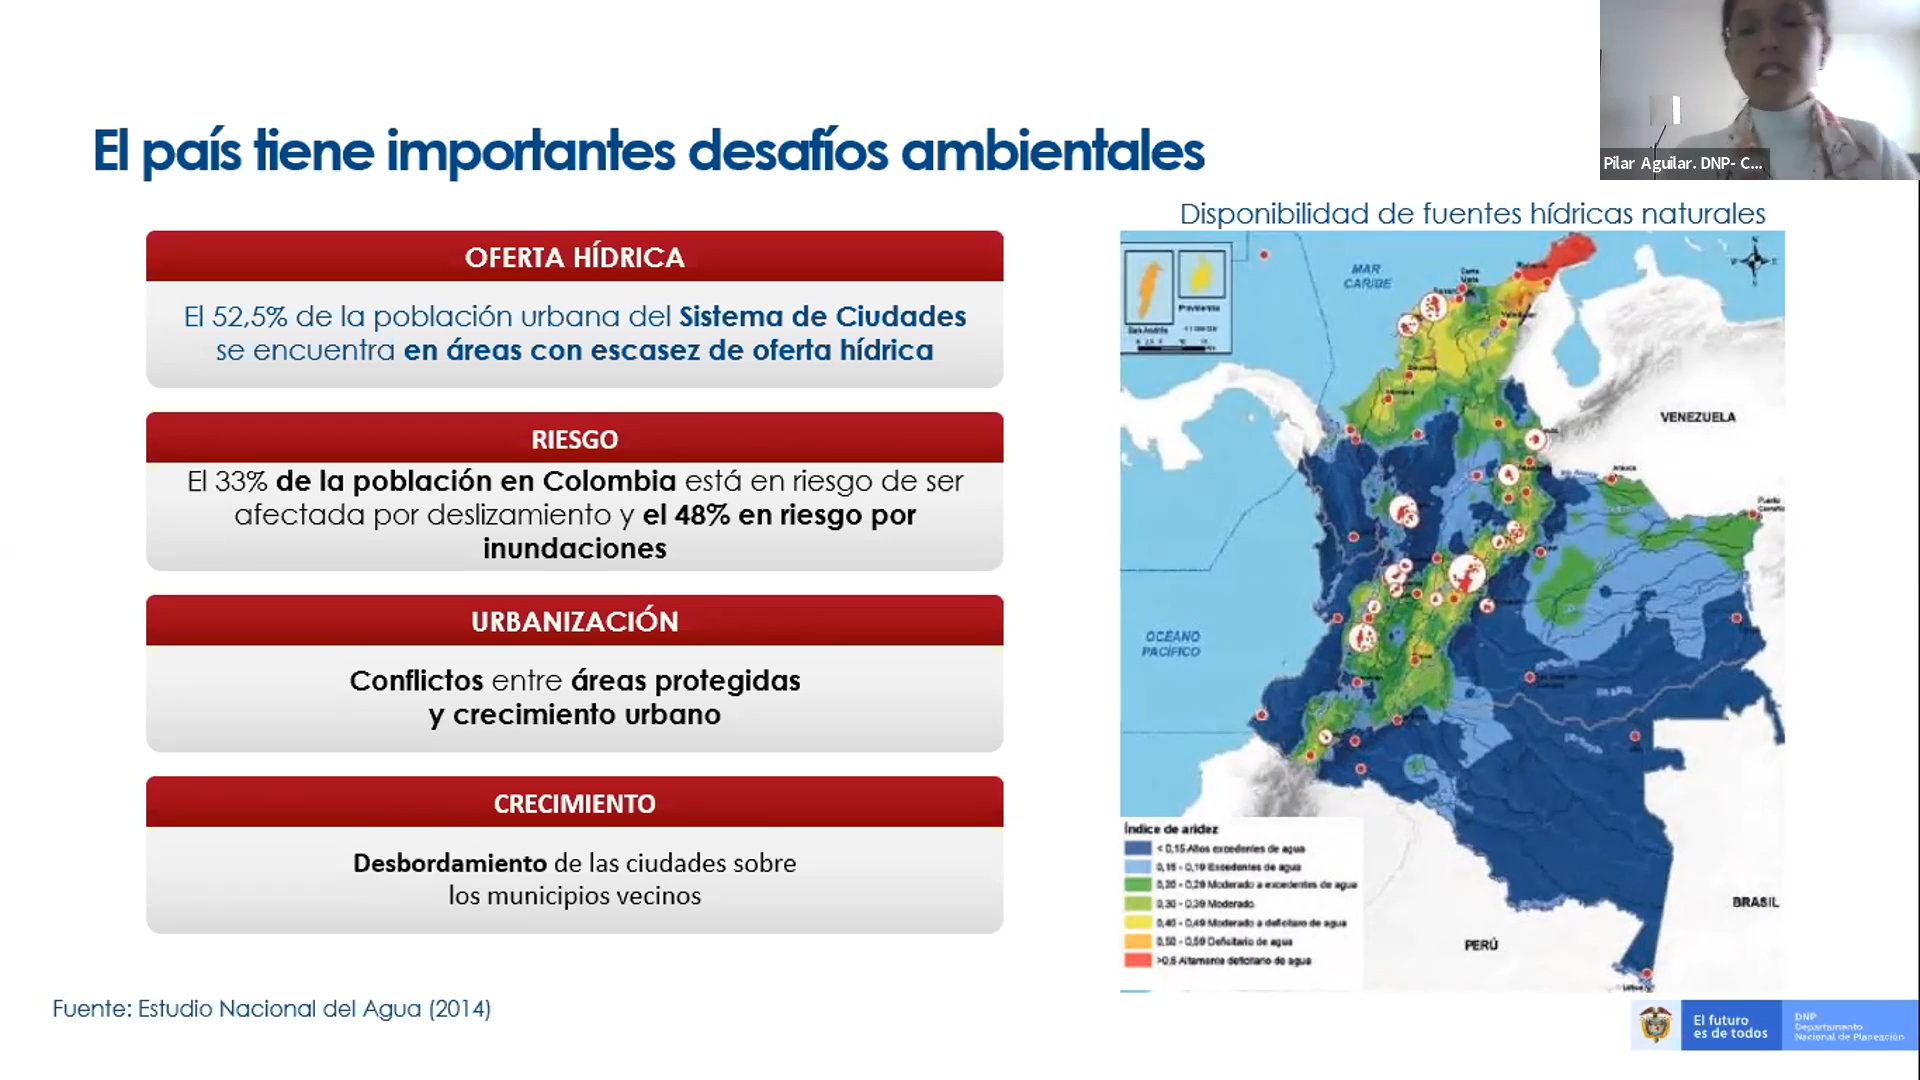 Pilar Aguilar. DNP- C...
El país tiene importantes desafíos ambientales
OFERTA HÍDRICA
El 52,5% de la población urbana del Sistema de Ciudades
se encuentra en áreas con escasez de oferta hídrica
RIESGO
El 33% de la población en Colombia está en riesgo de ser
afectada por deslizamiento y el 48% en riesgo por
inundaciones
URBANIZACIÓN
Conflictos entre áreas protegidas
y crecimiento urbano
CRECIMIENTO
Desbordamiento de las ciudades sobre
los municipios vecinos
Fuente: Estudio Nacional del Agua (2014)
Disponibilidad de fuentes hídricas naturales
MAR
CARIBE
San Andrés
Providencia
VENEZUELA
Arauca
OCÉANO
PACÍFICO
BRASIL
PERÚ
Índice de aridez
< 0,15 Altos excedentes de agua
0,15 - 0,19 Excedentes de agua
0,20 - 0,29 Moderado a excedentes de agua
0,30 - 0,39 Moderado
0,40 - 0,49 Moderado a deficitario de agua
0,50 - 0,59 Deficitario de agua
>0,6 Altamente deficitario de agua
El futuro
es de todos
DNP
Departamento
Nacional de Planeación